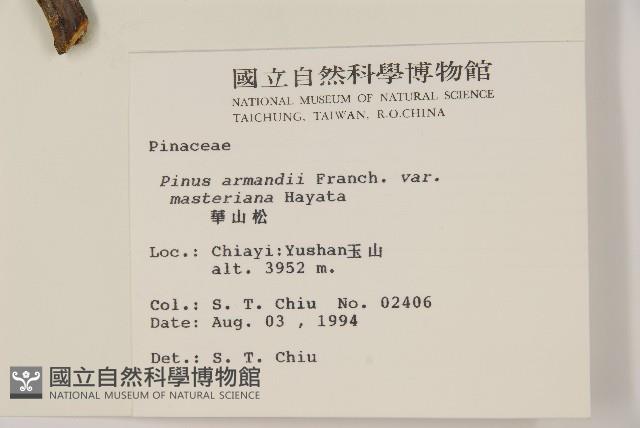 國立自然科學博物館
NATIONAL MUSEUM OF NATURAL SCIENCE
TAICHUNG, TAIWAN, R.O.CHINA
Pinaceae
Pinus armandii Franch. var.
masteriana Hayata
華山松
Loc.: Chiayi:Yushan玉山
alt. 3952 m.
Col.: S. T. Chiu No. 02406
Date: Aug. 03 , 1994
Det.: S. T. Chiu
國立自然科學博物館
NATIONAL MUSEUM OF NATURAL SCIENCE